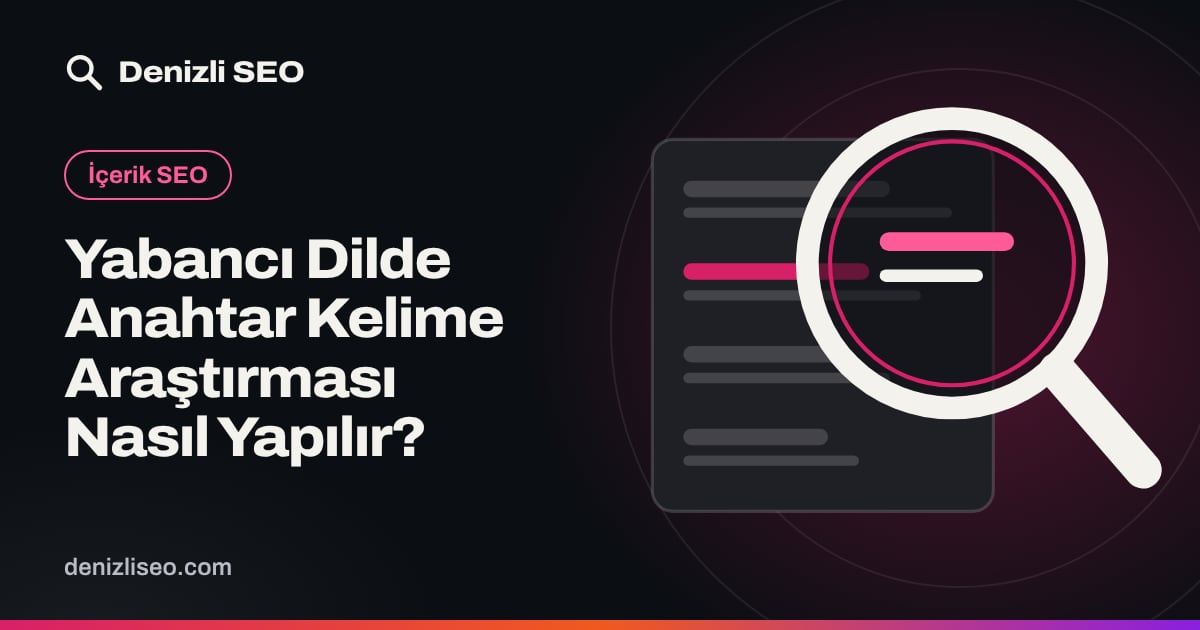 Denizli SEO
İçerik SEO
Yabancı Dilde
Anahtar Kelime
Araştırması
Nasıl Yapılır?
denizliseo.com